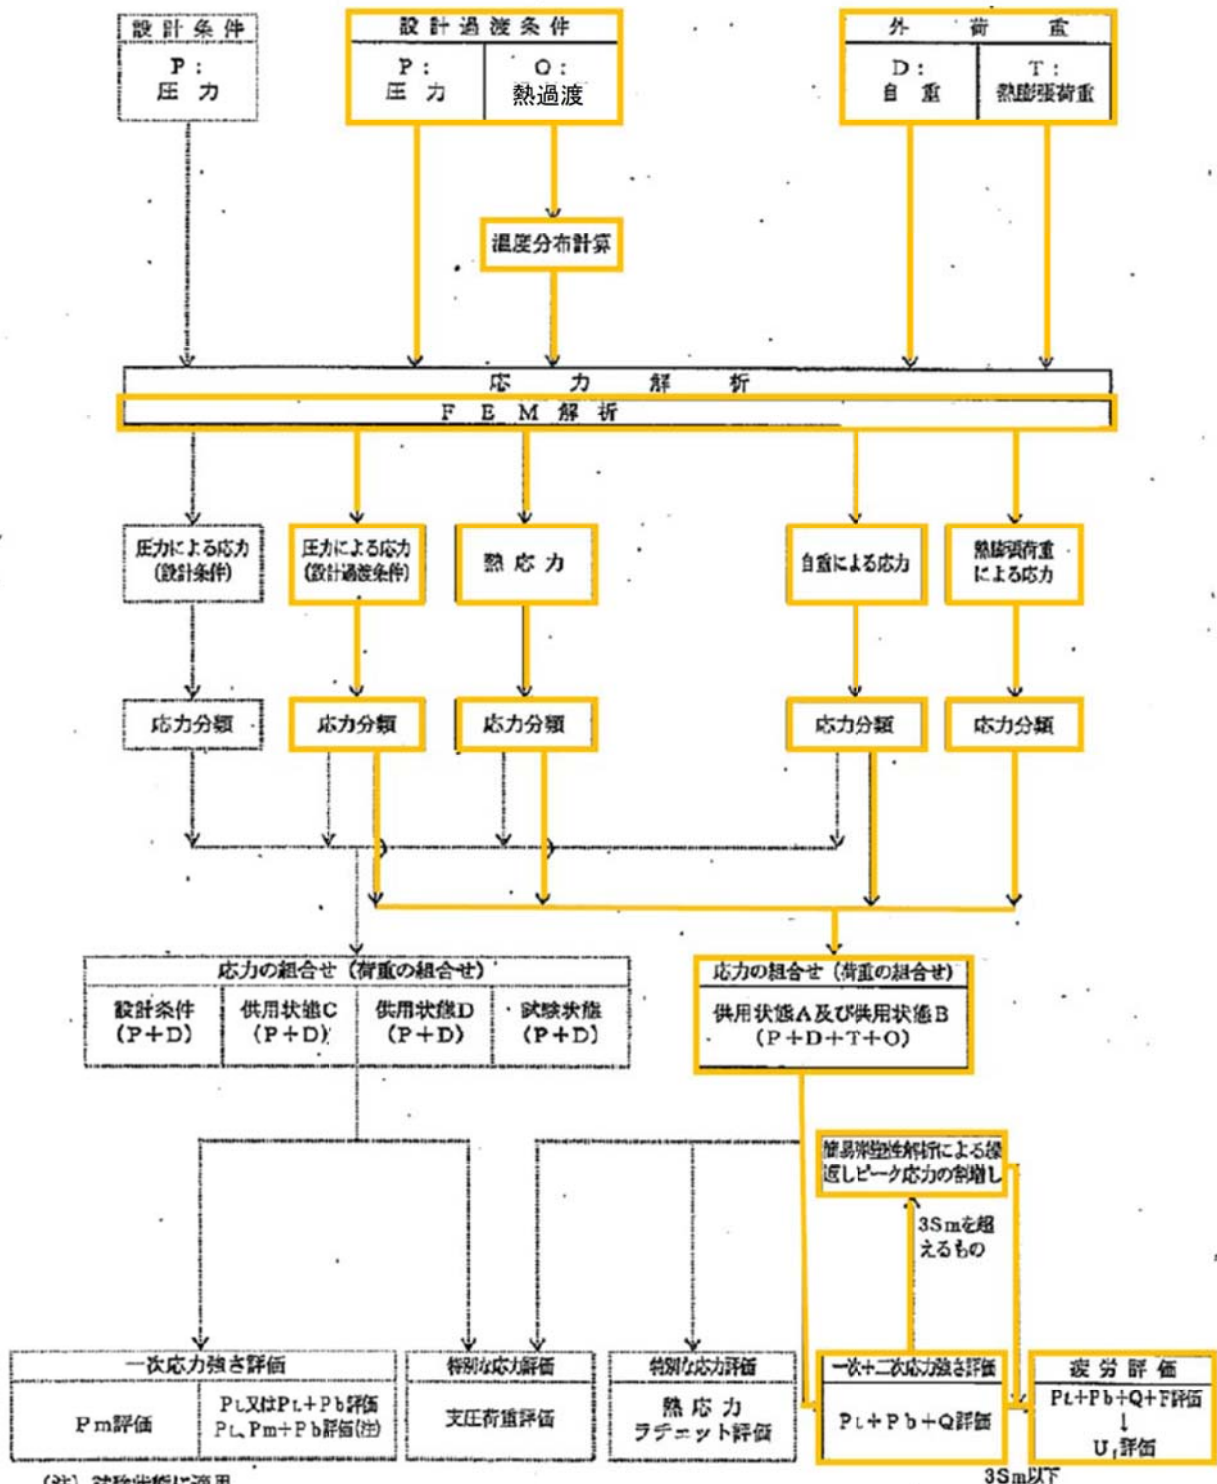 設計条件
P:
圧力
設計過渡条件
P:
圧力
Q:
熱過渡
外荷重
D:
自重
T:
熱膨張荷重
温度分布計算
応力解析
FEM解析
圧力による応力
(設計条件)
圧力による応力
(設計過渡条件)
熱応力
自重による応力
熱膨張荷重
による応力
応力分類
応力分類
応力分類
応力分類
応力分類
応力の組合せ(荷重の組合せ)
設計条件
(P+D)
供用状態C
(P+D)
供用状態D
(P+D)
試験状態
(P+D)
応力の組合せ(荷重の組合せ)
供用状態A及び供用状態B
(P+D+T+O)
簡易弾塑性解析による繰
返しピーク応力の割増し
3Smを超
えるもの
一次応力強さ評価
Pm評価
PL又はPL+Pb評価
PL、Pm+Pb評価(注)
特別な応力評価
支圧荷重評価
特別な応力評価
熱応力
ラチェット評価
一次+二次応力強さ評価
PL+Pb+Q評価
疲労評価
PL+Pb+Q+F評価
↓
Uf評価
3Sm以下
(注)試験状態に適用